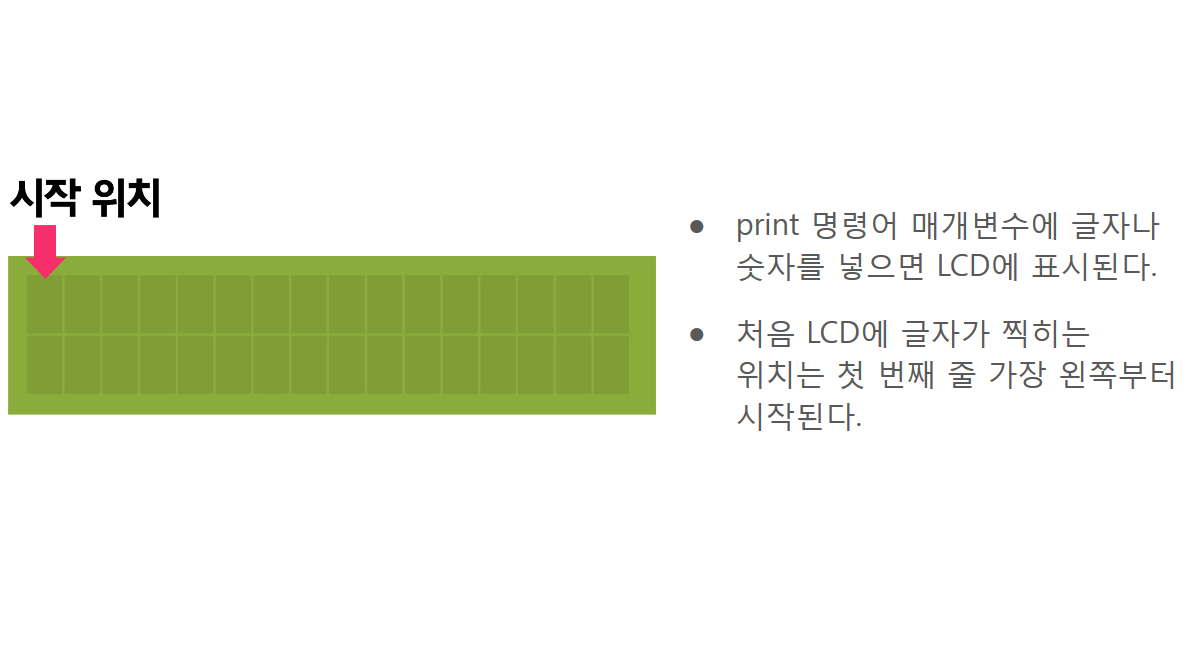 시작 위치
● print 명령어 매개변수에 글자나
숫자를 넣으면 LCD에 표시된다.
● 처음 LCD에 글자가 찍히는
위치는 첫 번째 줄 가장 왼쪽부터
시작된다.